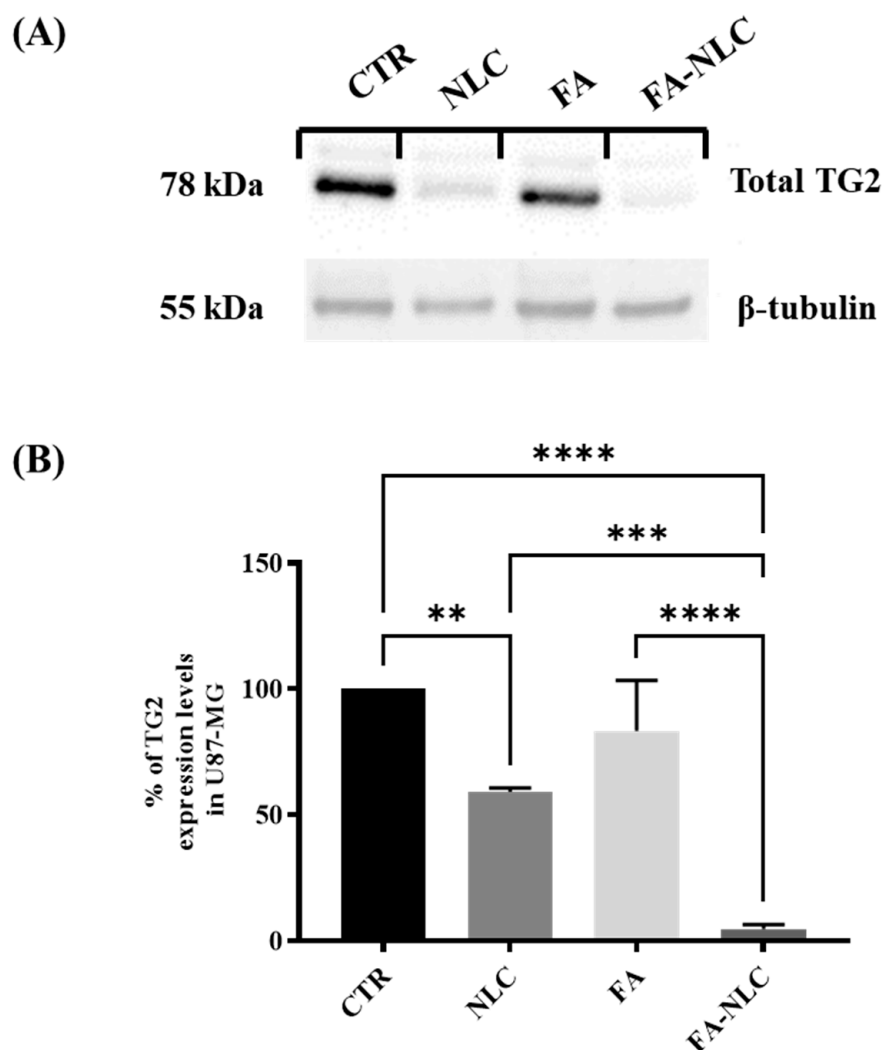 (A)
CTR NLC FA FA-NLC
78 kDa Total TG2
55 kDa β-tubulin
(B)
****
***
** ****
150
100
50
0
% of TG2
expression levels
in U87-MG
CTR NLC FA FA-NLC